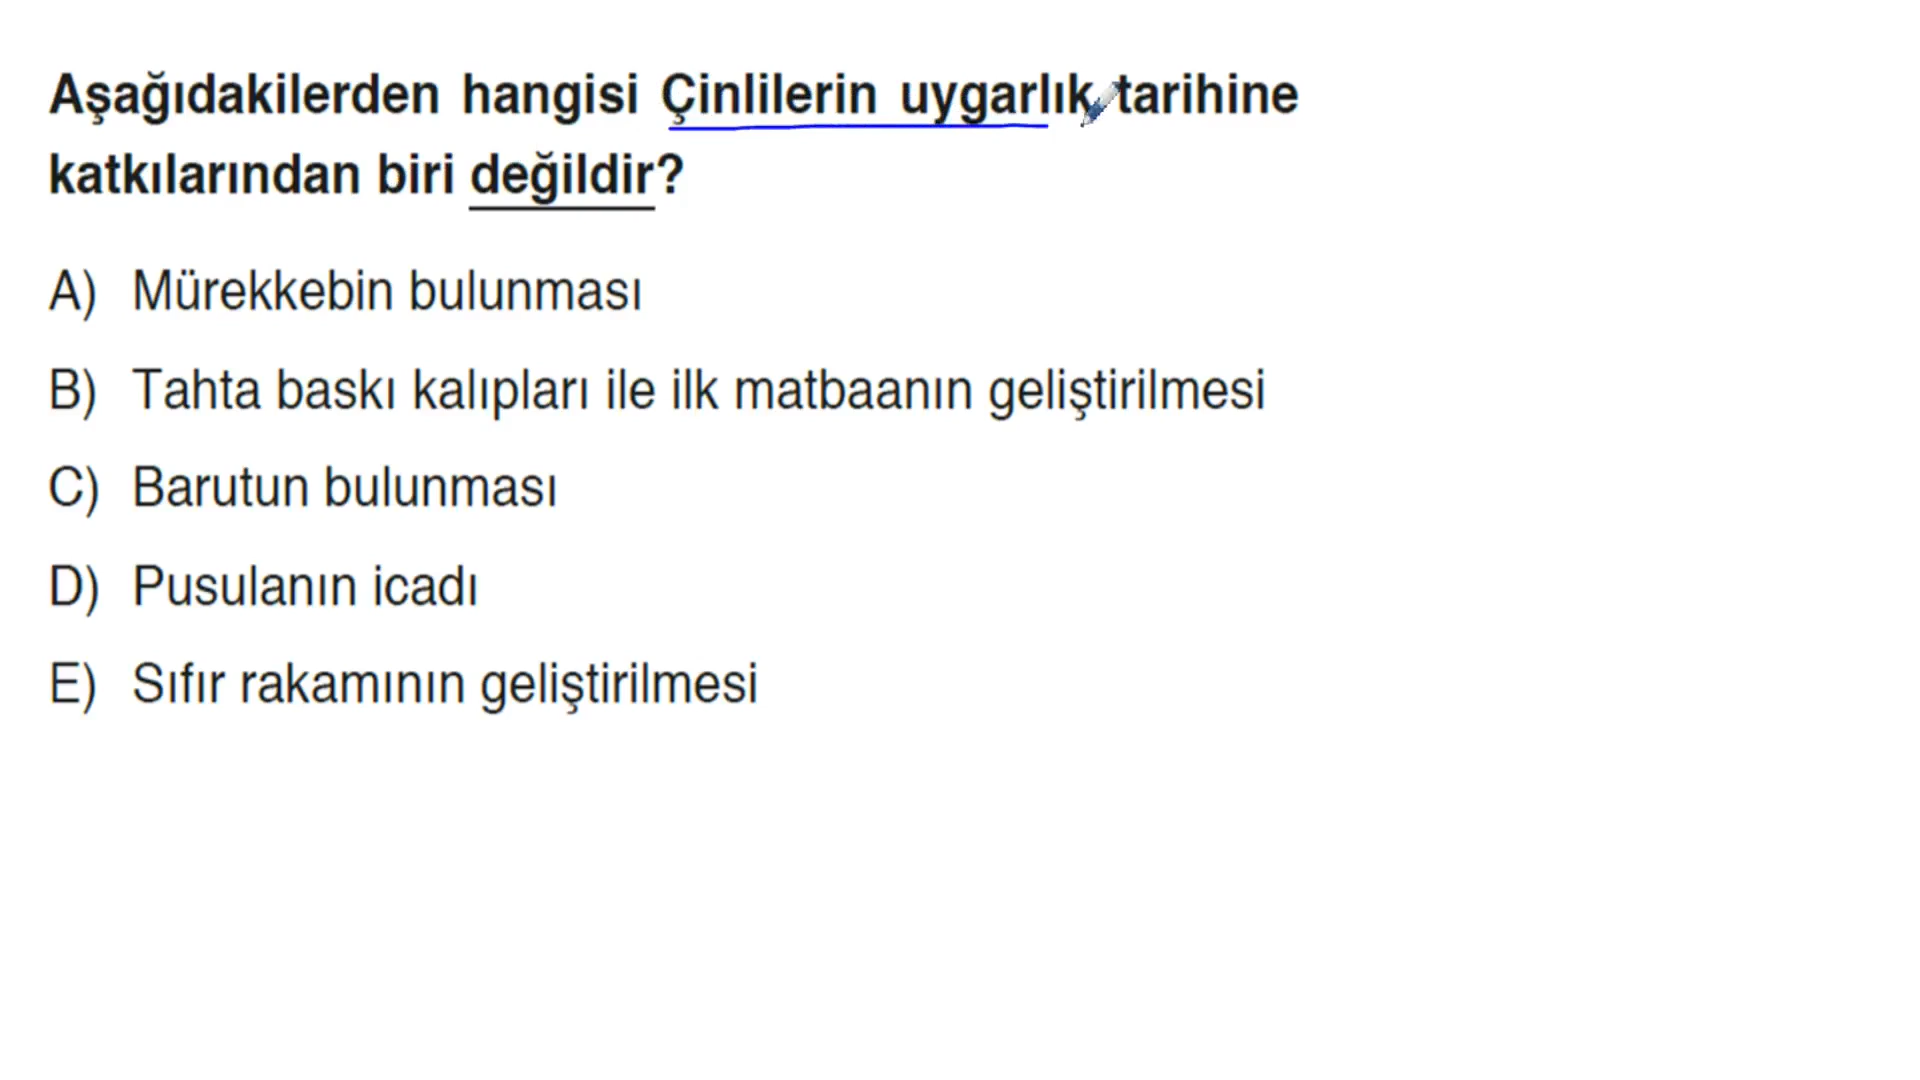 Aşağıdakilerden hangisi Çinlilerin uygarlık tarihine
katkılarından biri değildir?
A) Mürekkebin bulunması
B) Tahta baskı kalıpları ile ilk matbaanın geliştirilmesi
C) Barutun bulunması
D) Pusulanın icadı
E) Sıfır rakamının geliştirilmesi